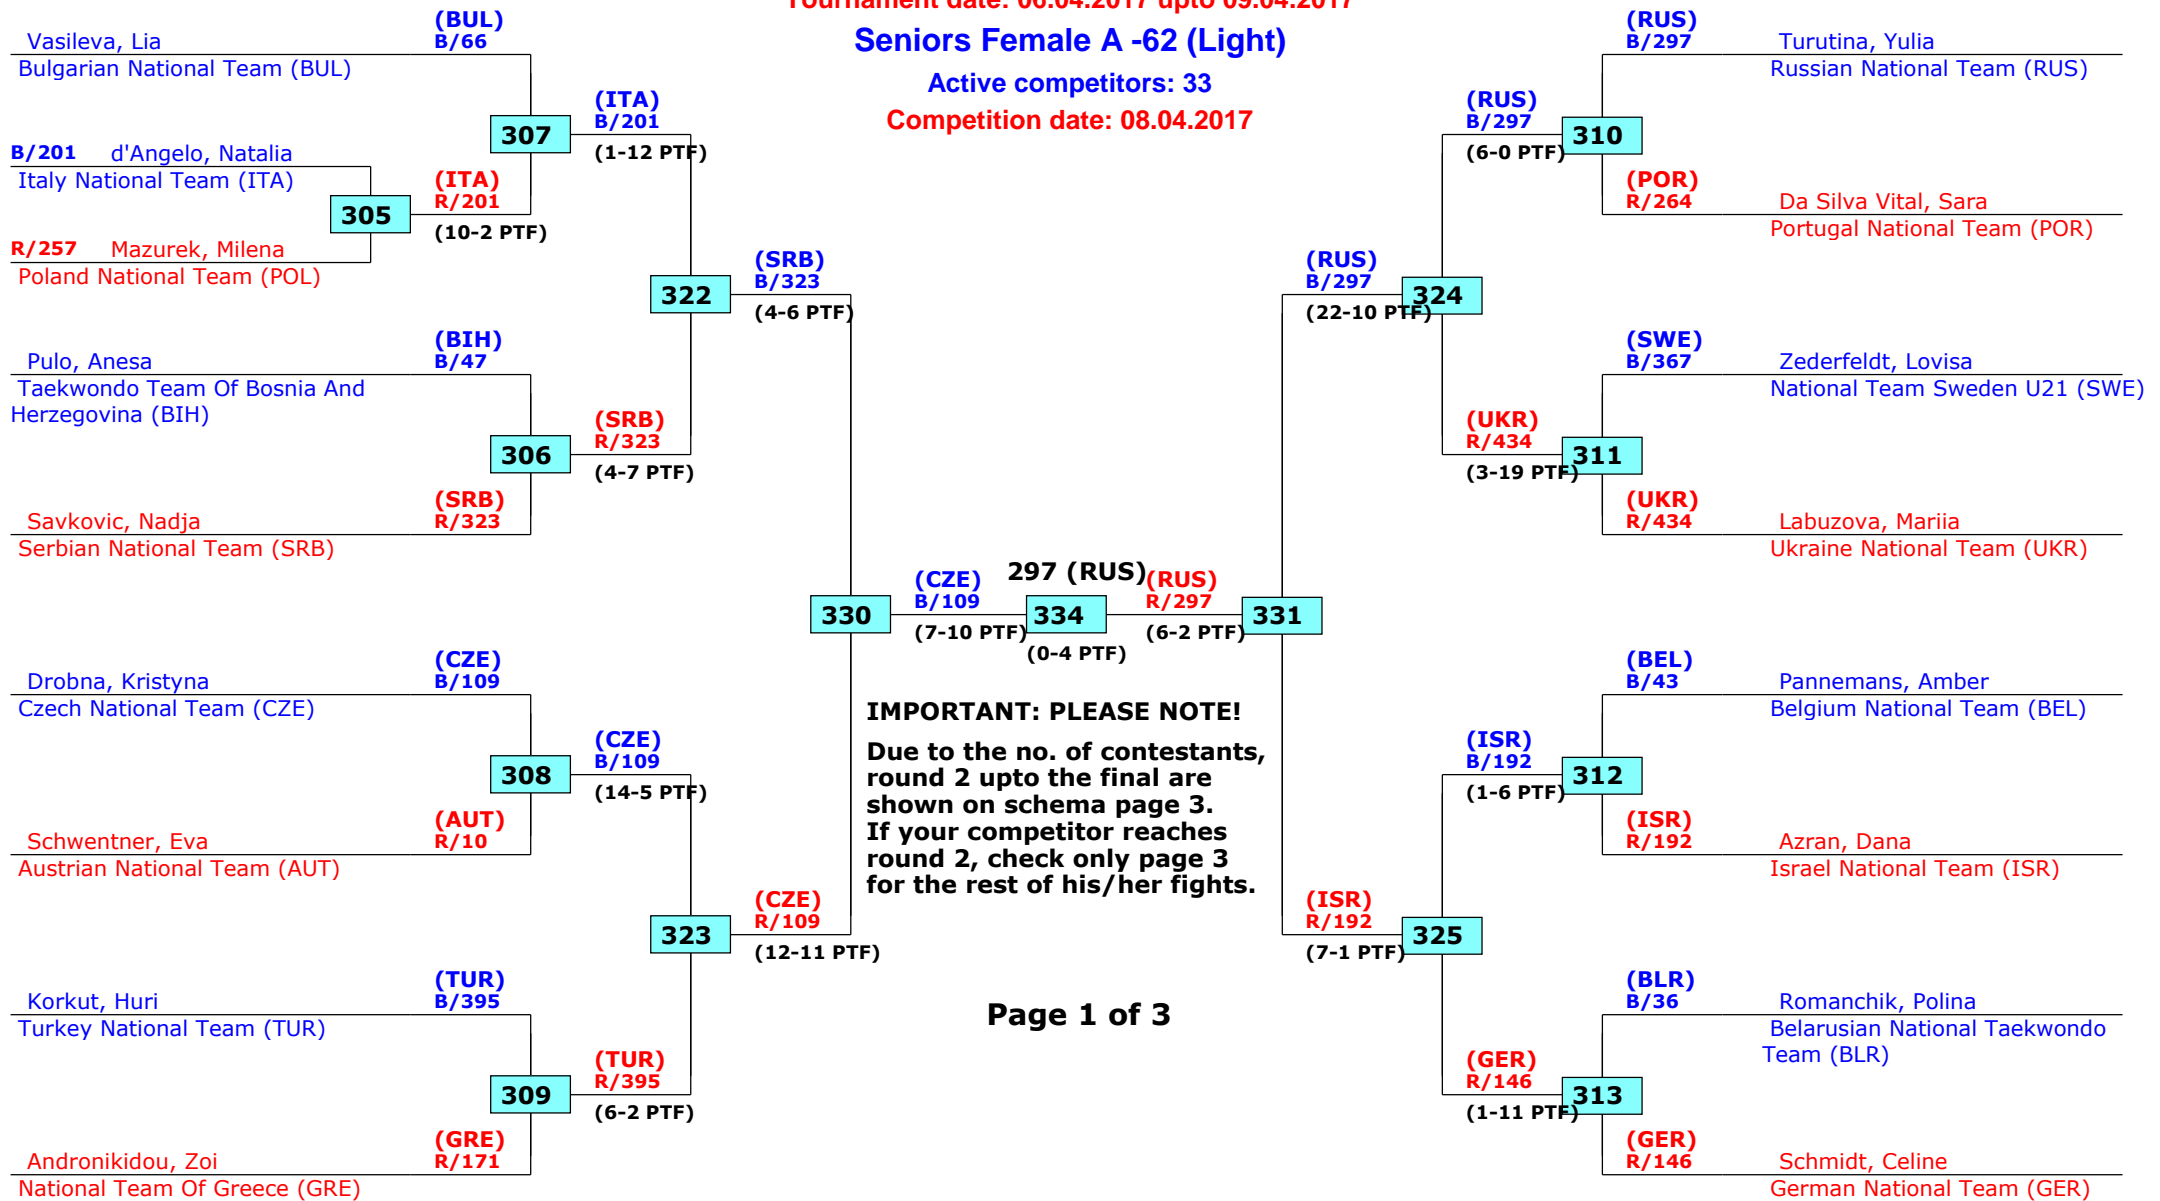 Tournament date: 06.04.2017 upto 09.04.2017
Seniors Female A -62 (Light)
Active competitors: 33
Competition date: 08.04.2017
(BUL)
Vasileva, Lia B/66
Bulgarian National Team (BUL)
(ITA)
B/201
307
(1-12 PTF)
B/201 d'Angelo, Natalia
Italy National Team (ITA)
(ITA)
R/201
305
(10-2 PTF)
R/257 Mazurek, Milena
Poland National Team (POL)
(SRB)
B/323
322
(4-6 PTF)
(BIH)
Pulo, Anesa B/47
Taekwondo Team Of Bosnia And
Herzegovina (BIH)
(SRB)
R/323
306
(4-7 PTF)
(SRB)
Savkovic, Nadja R/323
Serbian National Team (SRB)
330
(CZE)
B/109
(7-10 PTF)
297 (RUS)
334
(0-4 PTF)
(RUS)
R/297
(6-2 PTF)
331
(CZE)
Drobna, Kristyna B/109
Czech National Team (CZE)
(CZE)
B/109
308
(14-5 PTF)
(AUT)
Schwentner, Eva R/10
Austrian National Team (AUT)
(CZE)
R/109
323
(12-11 PTF)
(TUR)
Korkut, Huri B/395
Turkey National Team (TUR)
(TUR)
R/395
309
(6-2 PTF)
(GRE)
Andronikidou, Zoi R/171
National Team Of Greece (GRE)
IMPORTANT: PLEASE NOTE!
Due to the no. of contestants,
round 2 upto the final are
shown on schema page 3.
If your competitor reaches
round 2, check only page 3
for the rest of his/her fights.
Page 1 of 3
(RUS)
B/297 Turutina, Yulia
Russian National Team (RUS)
(RUS)
B/297
310
(6-0 PTF)
(POR)
R/264 Da Silva Vital, Sara
Portugal National Team (POR)
(RUS)
B/297
324
(22-10 PTF)
(SWE)
B/367 Zederfeldt, Lovisa
National Team Sweden U21 (SWE)
(UKR)
R/434
311
(3-19 PTF)
(UKR)
R/434 Labuzova, Mariia
Ukraine National Team (UKR)
(BEL)
B/43 Pannemans, Amber
Belgium National Team (BEL)
(ISR)
B/192
312
(1-6 PTF)
(ISR)
R/192 Azran, Dana
Israel National Team (ISR)
(ISR)
R/192
325
(7-1 PTF)
(BLR)
B/36 Romanchik, Polina
Belarusian National Taekwondo
Team (BLR)
(GER)
R/146
313
(1-11 PTF)
(GER)
R/146 Schmidt, Celine
German National Team (GER)